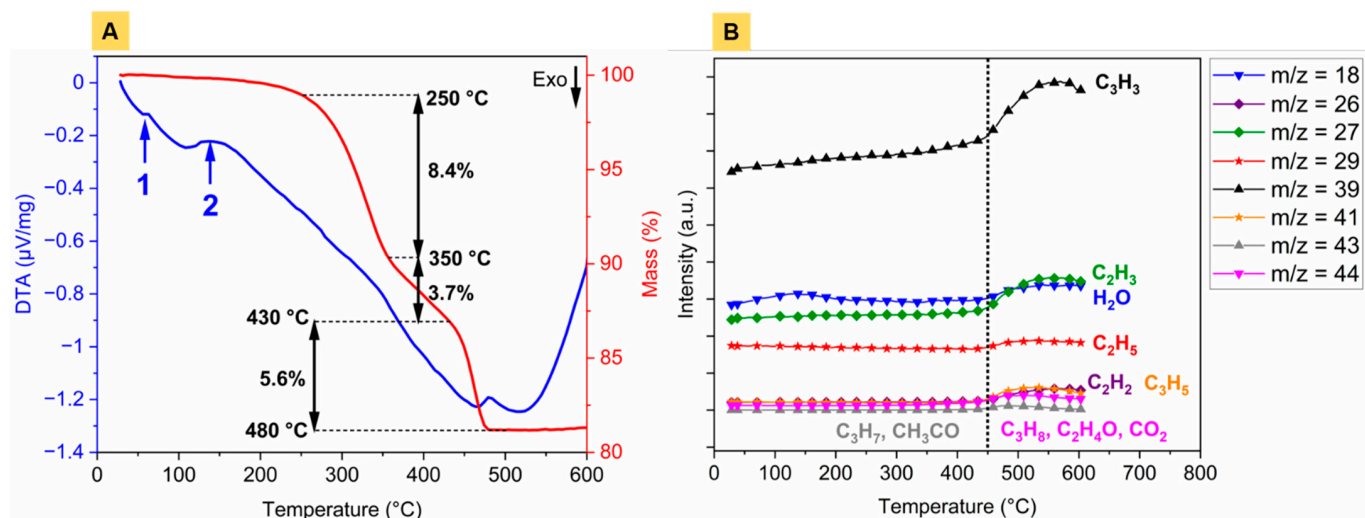 A
B
Exo
0
−0.2
−0.4
−0.6
−0.8
−1
−1.2
−1.4
DTA (µV/mg)
0
100
200
300
400
500
600
Temperature (°C)
100
95
90
85
80
Mass (%)
1
2
250 °C
8.4%
350 °C
3.7%
430 °C
5.6%
480 °C
Intensity (a.u.)
C₃H₃
C₂H₃
H₂O
C₂H₅
C₂H₂ C₃H₅
C₃H₇, CH₃CO
C₃H₈, C₂H₄O, CO₂
0
100
200
300
400
500
600
700
800
Temperature (°C)
m/z = 18
m/z = 26
m/z = 27
m/z = 29
m/z = 39
m/z = 41
m/z = 43
m/z = 44